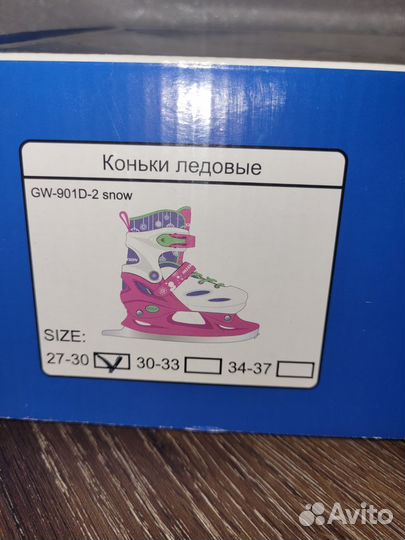 Коньки ледовые
GW-901D-2 snow
SIZE:
27-30 30-33 34-37
Avito